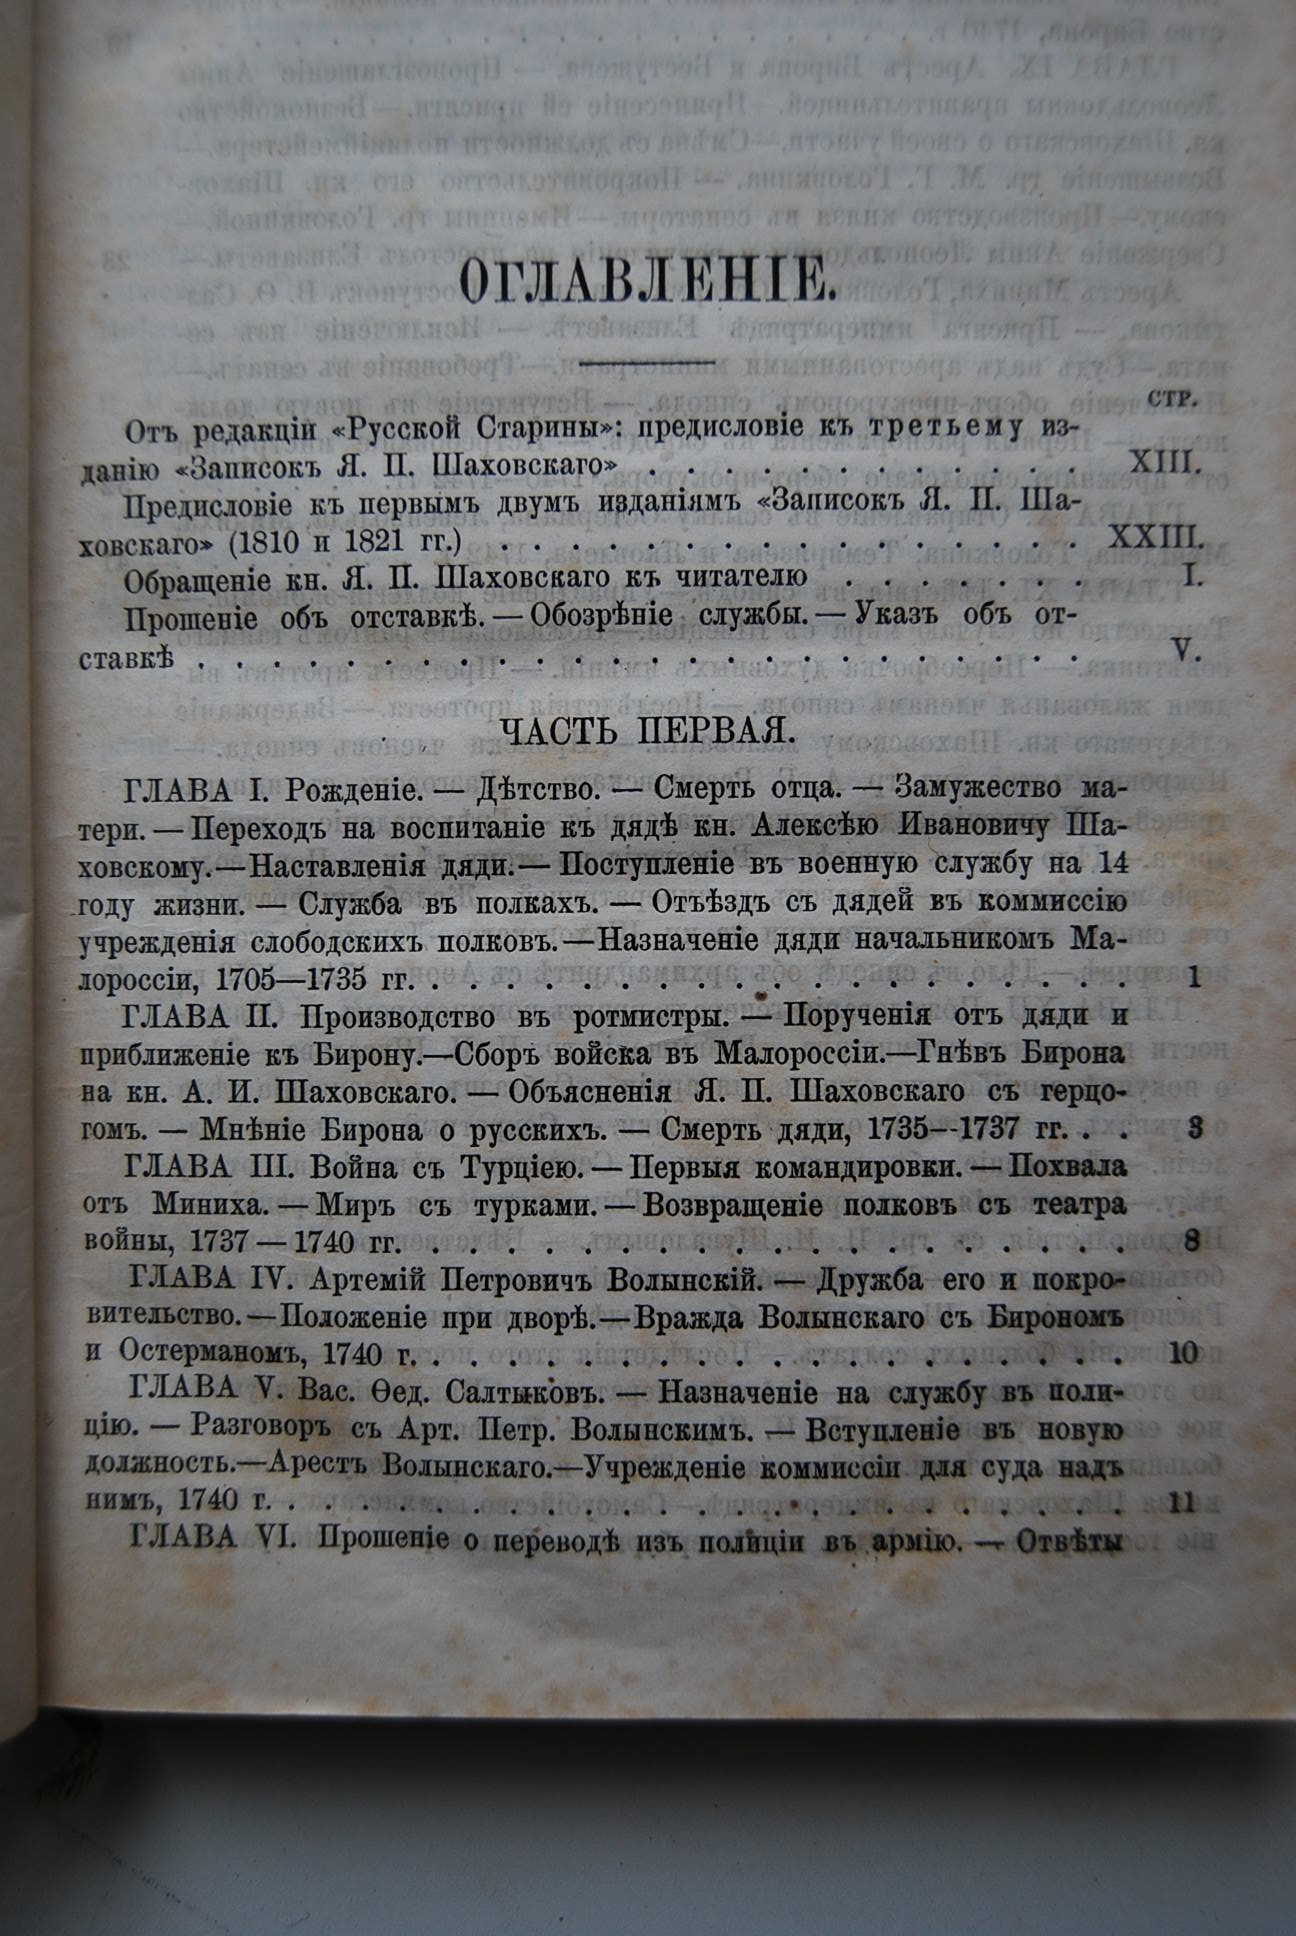 ОГЛАВЛЕНІЕ.
СТР.
Отъ редакціи «Русской Старины»: предисловіе къ третьему из-
данію «Записокъ Я. П. Шаховскаго» . . . . . . . . . . . . XIII.
Предисловіе къ первымъ двумъ изданіямъ «Записокъ Я. П. Ша-
ховскаго» (1810 и 1821 гг.) . . . . . . . . . . . . . . . . XXIII.
Обращеніе кн. Я. П. Шаховскаго къ читателю . . . . . . . I.
Прошеніе объ отставкѣ. — Обозрѣніе службы. — Указъ объ от-
ставкѣ . . . . . . . . . . . . . . . . . . . . . . . . . . V.
ЧАСТЬ ПЕРВАЯ.
ГЛАВА I. Рожденіе. — Дѣтство. — Смерть отца. — Замужество ма-
тери. — Переходъ на воспитаніе къ дядѣ кн. Алексѣю Ивановичу Ша-
ховскому. — Наставленія дяди. — Поступленіе въ военную службу на 14
году жизни. — Служба въ полкахъ. — Отъѣздъ съ дядей въ коммиссію
учрежденія слободскихъ полковъ. — Назначеніе дяди начальникомъ Ма-
лороссіи, 1705—1735 гг. . . . . . . . . . . . . . . . . . . . 1
ГЛАВА II. Производство въ ротмистры. — Порученія отъ дяди и
приближеніе къ Бирону.—Сборъ войска въ Малороссіи.—Гнѣвъ Бирона
на кн. А. И. Шаховскаго. — Объясненія Я. П. Шаховскаго съ герцо-
гомъ. — Мнѣніе Бирона о русскихъ. — Смерть дяди, 1735—1737 гг. . . 3
ГЛАВА III. Война съ Турціею. — Первыя командировки. — Похвала
отъ Миниха. — Миръ съ турками. — Возвращеніе полковъ съ театра
войны, 1737 — 1740 гг. . . . . . . . . . . . . . . . . . . . 8
ГЛАВА IV. Артемій Петровичъ Волынскій. — Дружба его и покро-
вительство. — Положеніе при дворѣ. — Вражда Волынскаго съ Бирономъ
и Остерманомъ, 1740 г. . . . . . . . . . . . . . . . . . . . 10
ГЛАВА V. Вас. Ѳед. Салтыковъ. — Назначеніе на службу въ поли-
цію. — Разговоръ съ Арт. Петр. Волынскимъ. — Вступленіе въ новую
должность.—Арестъ Волынскаго.—Учрежденіе коммиссіи для суда надъ
нимъ, 1740 г. . . . . . . . . . . . . . . . . . . . . . . . . 11
ГЛАВА VI. Прошеніе о переводѣ изъ полиціи въ армію. — Отвѣты